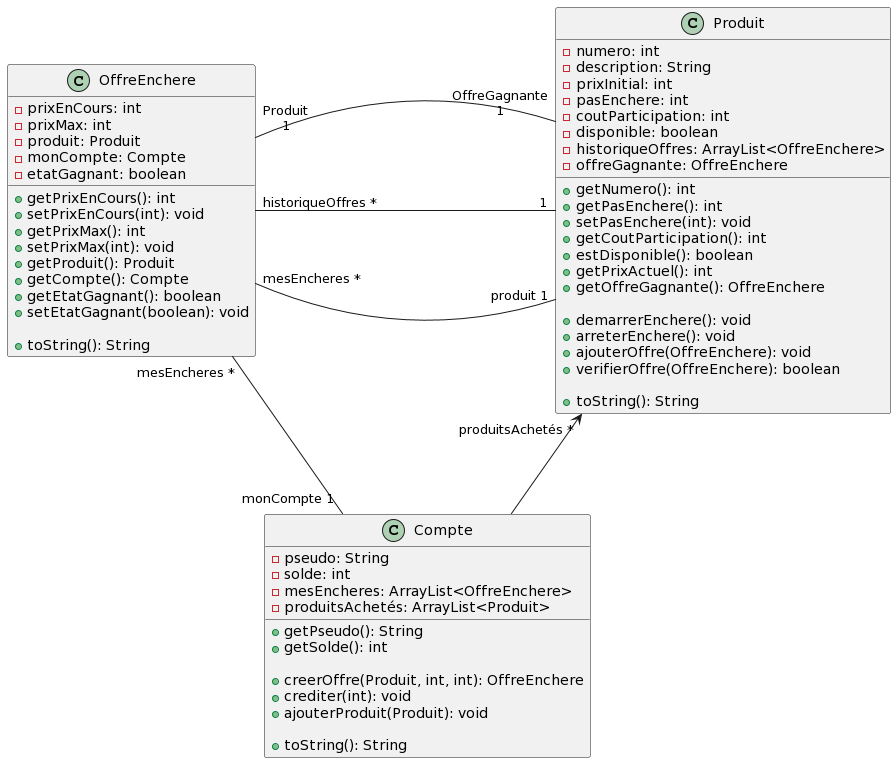 C OffreEnchere
prixEnCours: int
prixMax: int
produit: Produit
monCompte: Compte
etatGagnant: boolean
getPrixEnCours(): int
setPrixEnCours(int): void
getPrixMax(): int
setPrixMax(int): void
getProduit(): Produit
getCompte(): Compte
getEtatGagnant(): boolean
setEtatGagnant(boolean): void
toString(): String
Produit
1
OffreGagnante
1
historiqueOffres *
1
mesEncheres *
produit 1
C Produit
numero: int
description: String
prixInitial: int
pasEnchere: int
coutParticipation: int
disponible: boolean
historiqueOffres: ArrayList<OffreEnchere>
offreGagnante: OffreEnchere
getNumero(): int
getPasEnchere(): int
setPasEnchere(int): void
getCoutParticipation(): int
estDisponible(): boolean
getPrixActuel(): int
getOffreGagnante(): OffreEnchere
demarrerEnchere(): void
arreterEnchere(): void
ajouterOffre(OffreEnchere): void
verifierOffre(OffreEnchere): boolean
toString(): String
mesEncheres *
monCompte 1
produitsAchetés *
C Compte
pseudo: String
solde: int
mesEncheres: ArrayList<OffreEnchere>
produitsAchetés: ArrayList<Produit>
getPseudo(): String
getSolde(): int
creerOffre(Produit, int, int): OffreEnchere
crediter(int): void
ajouterProduit(Produit): void
toString(): String